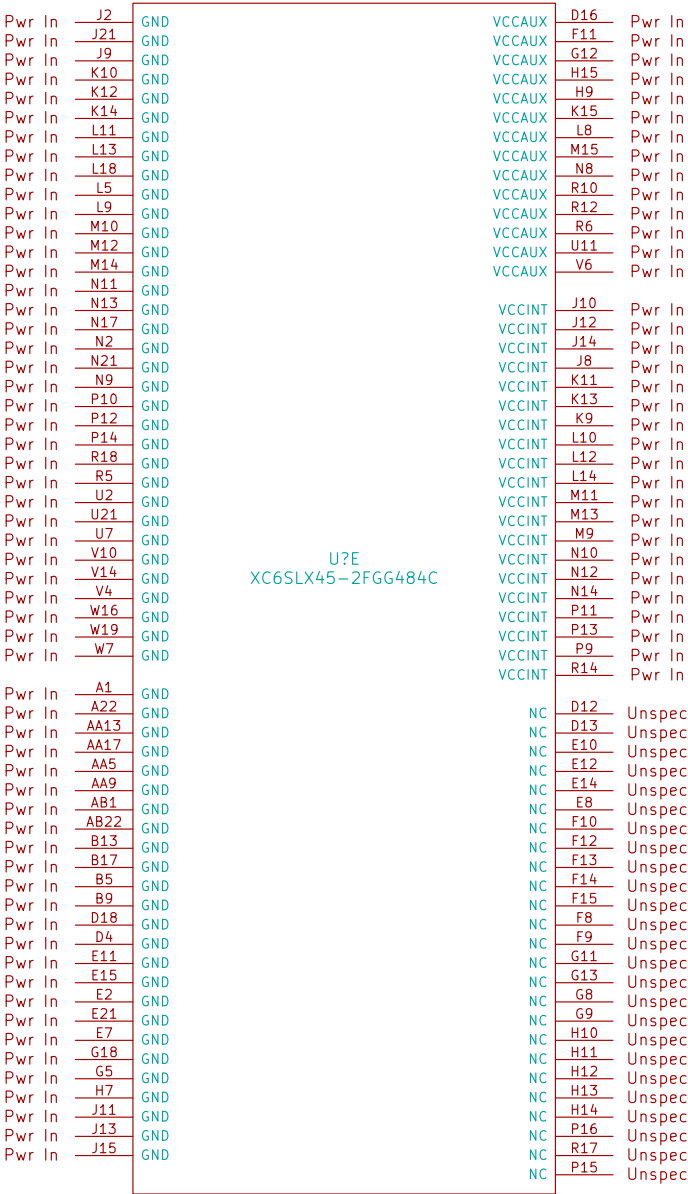 Pwr In J2 GND VCCAUX D16 Pwr In
Pwr In J21 GND VCCAUX F11 Pwr In
Pwr In J9 GND VCCAUX G12 Pwr In
Pwr In K10 GND VCCAUX H15 Pwr In
Pwr In K12 GND VCCAUX H9 Pwr In
Pwr In K14 GND VCCAUX K15 Pwr In
Pwr In L11 GND VCCAUX L8 Pwr In
Pwr In L13 GND VCCAUX M15 Pwr In
Pwr In L18 GND VCCAUX N8 Pwr In
Pwr In L5 GND VCCAUX R10 Pwr In
Pwr In L9 GND VCCAUX R12 Pwr In
Pwr In M10 GND VCCAUX R6 Pwr In
Pwr In M12 GND VCCAUX U11 Pwr In
Pwr In M14 GND VCCAUX V6 Pwr In
Pwr In N11 GND
Pwr In N13 GND VCCINT J10 Pwr In
Pwr In N17 GND VCCINT J12 Pwr In
Pwr In N2 GND VCCINT J14 Pwr In
Pwr In N21 GND VCCINT J8 Pwr In
Pwr In N9 GND VCCINT K11 Pwr In
Pwr In P10 GND VCCINT K13 Pwr In
Pwr In P12 GND VCCINT K9 Pwr In
Pwr In P14 GND VCCINT L10 Pwr In
Pwr In R18 GND VCCINT L12 Pwr In
Pwr In R5 GND VCCINT L14 Pwr In
Pwr In U2 GND VCCINT M11 Pwr In
Pwr In U21 GND VCCINT M13 Pwr In
Pwr In U7 GND VCCINT M9 Pwr In
Pwr In V10 GND U?E VCCINT N10 Pwr In
Pwr In V14 GND XC6SLX45-2FGG484C VCCINT N12 Pwr In
Pwr In V4 GND VCCINT N14 Pwr In
Pwr In W16 GND VCCINT P11 Pwr In
Pwr In W19 GND VCCINT P13 Pwr In
Pwr In W7 GND VCCINT P9 Pwr In
VCCINT R14 Pwr In
Pwr In A1 GND
Pwr In A22 GND NC D12 Unspec
Pwr In AA13 GND NC D13 Unspec
Pwr In AA17 GND NC E10 Unspec
Pwr In AA5 GND NC E12 Unspec
Pwr In AA9 GND NC E14 Unspec
Pwr In AB1 GND NC E8 Unspec
Pwr In AB22 GND NC F10 Unspec
Pwr In B13 GND NC F12 Unspec
Pwr In B17 GND NC F13 Unspec
Pwr In B5 GND NC F14 Unspec
Pwr In B9 GND NC F15 Unspec
Pwr In D18 GND NC F8 Unspec
Pwr In D4 GND NC F9 Unspec
Pwr In E11 GND NC G11 Unspec
Pwr In E15 GND NC G13 Unspec
Pwr In E2 GND NC G8 Unspec
Pwr In E21 GND NC G9 Unspec
Pwr In E7 GND NC H10 Unspec
Pwr In G18 GND NC H11 Unspec
Pwr In G5 GND NC H12 Unspec
Pwr In H7 GND NC H13 Unspec
Pwr In J11 GND NC H14 Unspec
Pwr In J13 GND NC P16 Unspec
Pwr In J15 GND NC R17 Unspec
NC P15 Unspec